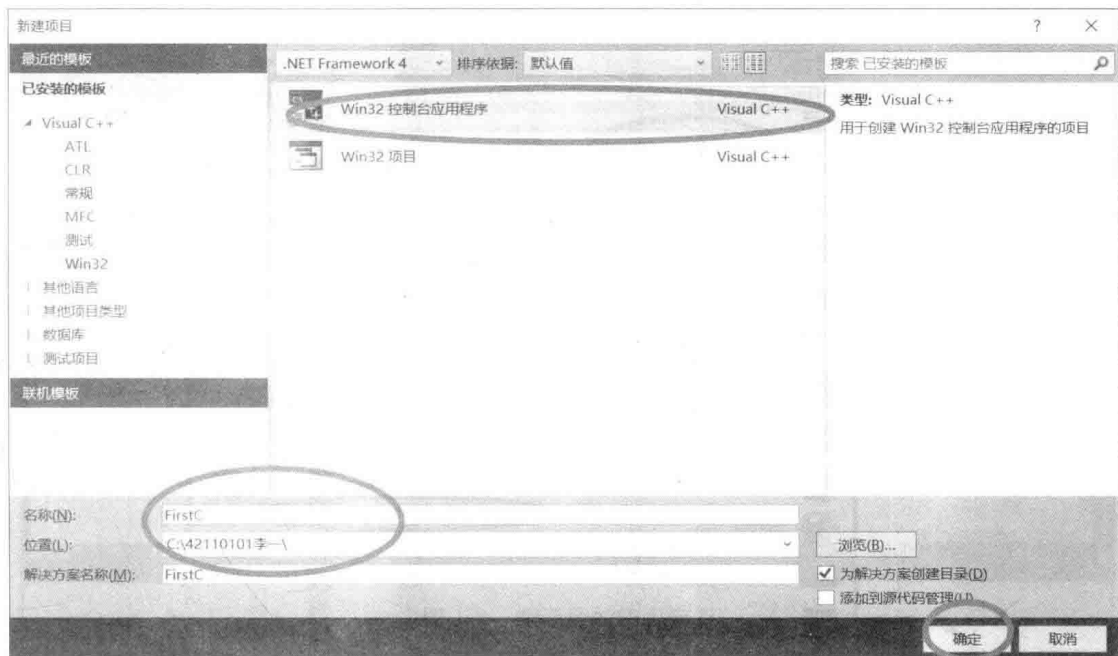 新建项目
? ×
最近的模板
.NET Framework 4 排序依据: 默认值
搜索 已安装的模板
已安装的模板
Visual C++
ATL
CLR
常规
MFC
测试
Win32
其他语言
其他项目类型
数据库
测试项目
联机模板
Win32 控制台应用程序 Visual C++
Win32 项目 Visual C++
类型: Visual C++
用于创建 Win32 控制台应用程序的项目
名称(N): FirstC
位置(L): C:\42110101李一\
浏览(B)...
解决方案名称(M): FirstC
为解决方案创建目录(D)
添加到源代码管理(U)
确定 取消